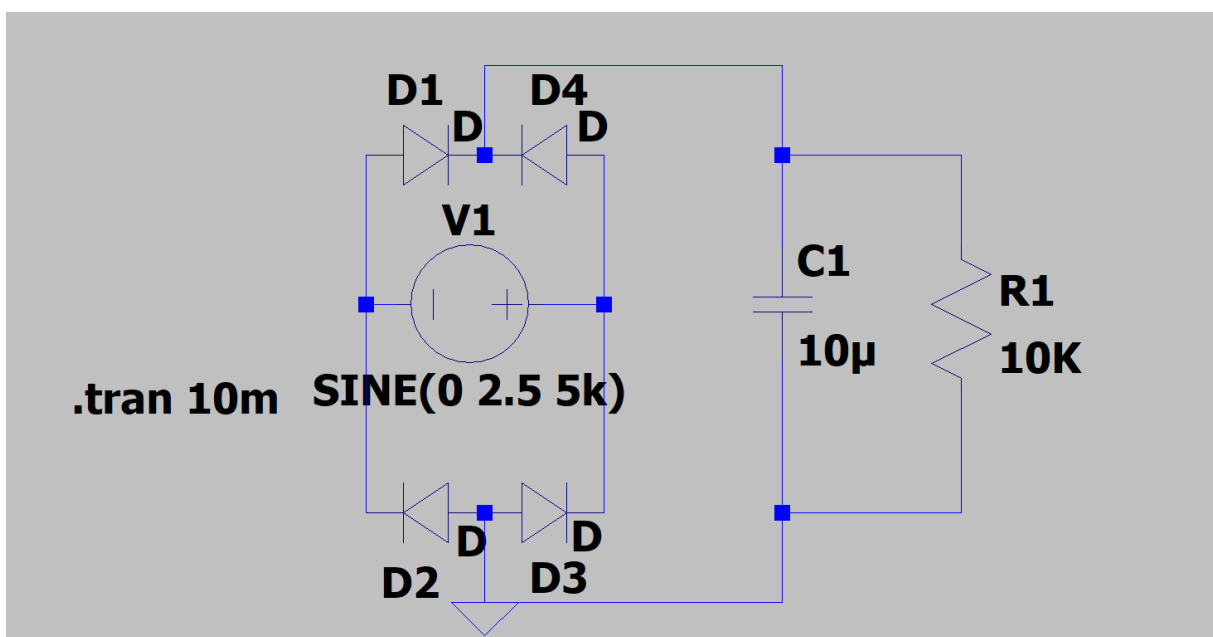 D1
D4
D
D
V1
C1
R1
10µ
10K
SINE(0 2.5 5k)
.tran 10m
D
D
D2
D3